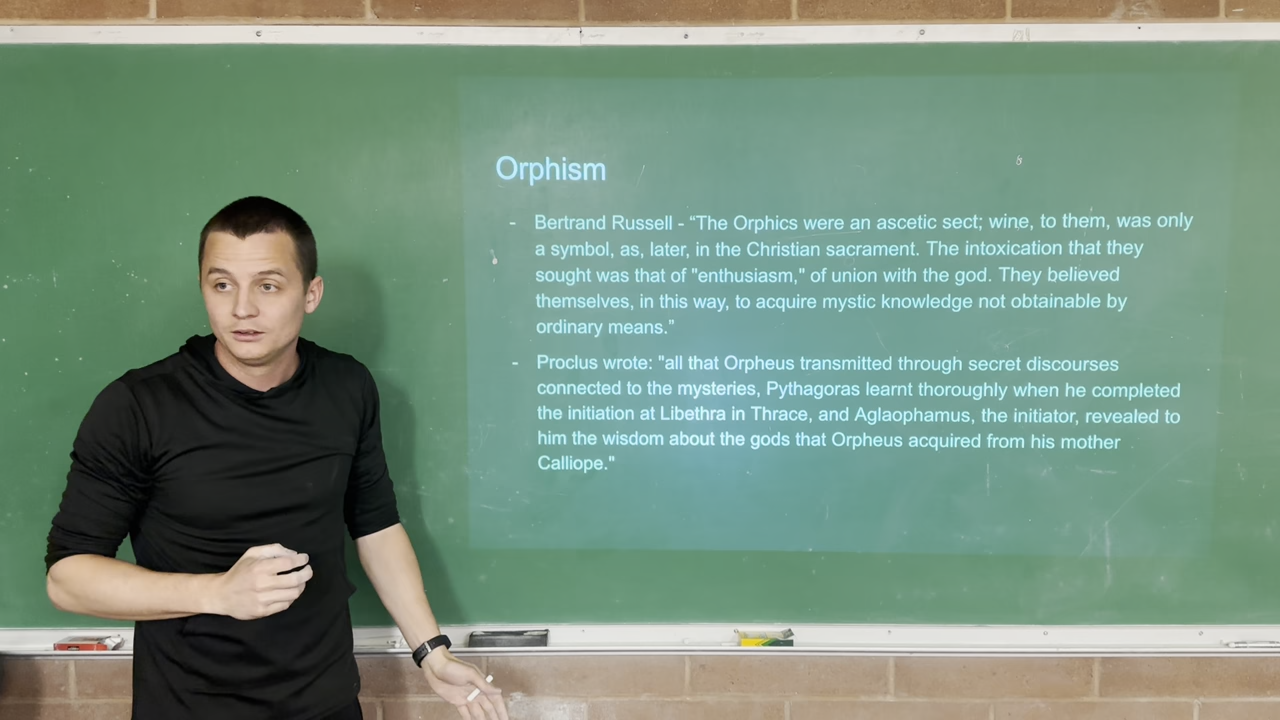 Orphism
- Bertrand Russell - “The Orphics were an ascetic sect; wine, to them, was only
a symbol, as, later, in the Christian sacrament. The intoxication that they
sought was that of "enthusiasm," of union with the god. They believed
themselves, in this way, to acquire mystic knowledge not obtainable by
ordinary means.”
- Proclus wrote: "all that Orpheus transmitted through secret discourses
connected to the mysteries, Pythagoras learnt thoroughly when he completed
the initiation at Libethra in Thrace, and Aglaophamus, the initiator, revealed to
him the wisdom about the gods that Orpheus acquired from his mother
Calliope."